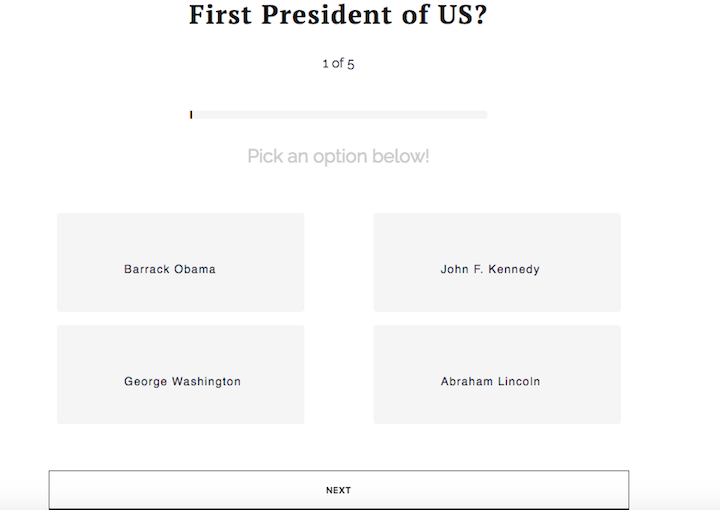 First President of US?
1 of 5
Pick an option below!
Barrack Obama
John F. Kennedy
George Washington
Abraham Lincoln
NEXT